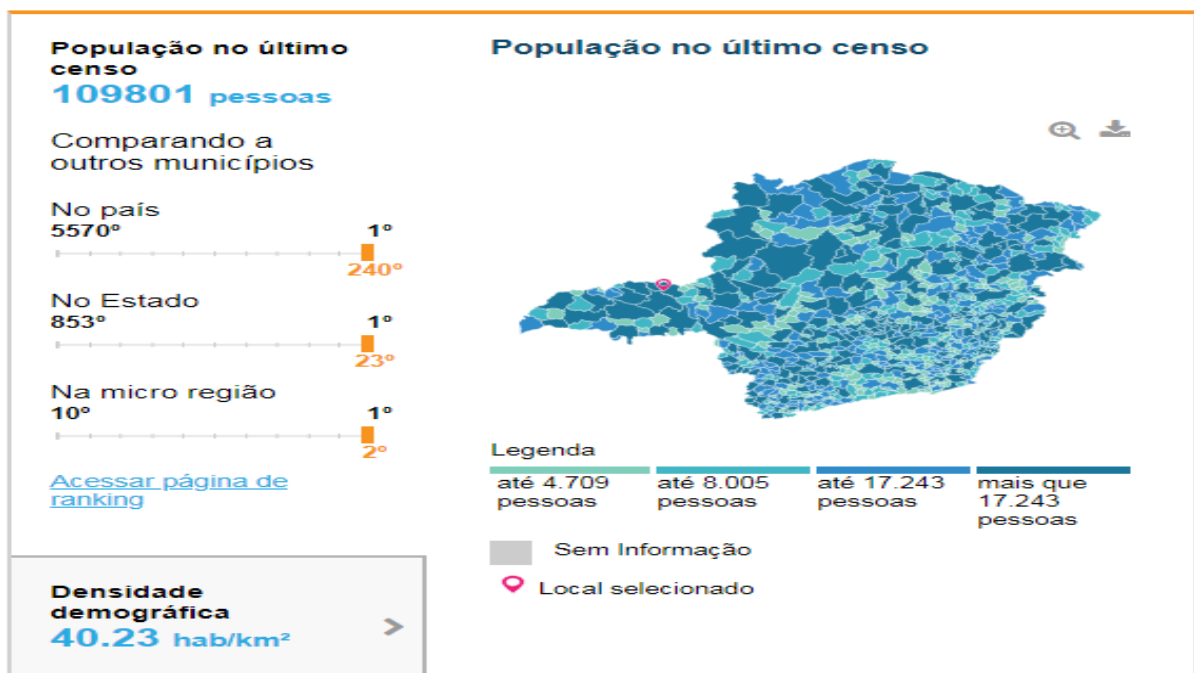 População no último
censo
109801 pessoas
Comparando a
outros municípios
No país
5570º 1º
240º
No Estado
853º 1º
23º
Na micro região
10º 1º
2º
Acessar página de
ranking
Densidade
demográfica
40.23 hab/km²
>
População no último censo
Legenda
até 4.709
pessoas
até 8.005
pessoas
até 17.243
pessoas
mais que
17.243
pessoas
Sem Informação
Local selecionado